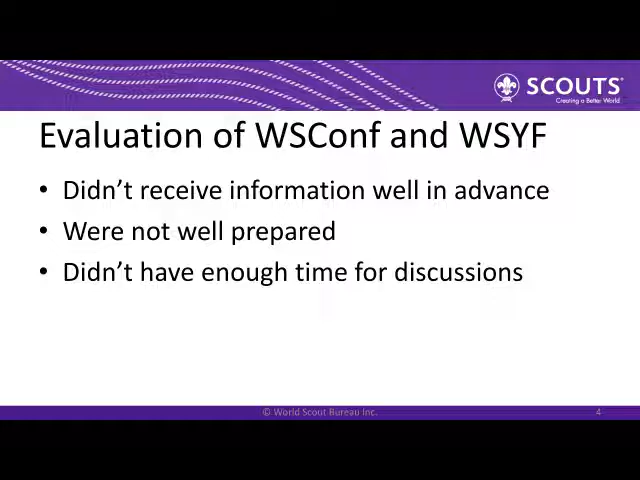 SCOUTS®
Creating a Better World
Evaluation of WSConf and WSYF
• Didn't receive information well in advance
• Were not well prepared
• Didn't have enough time for discussions
© World Scout Bureau Inc.
4